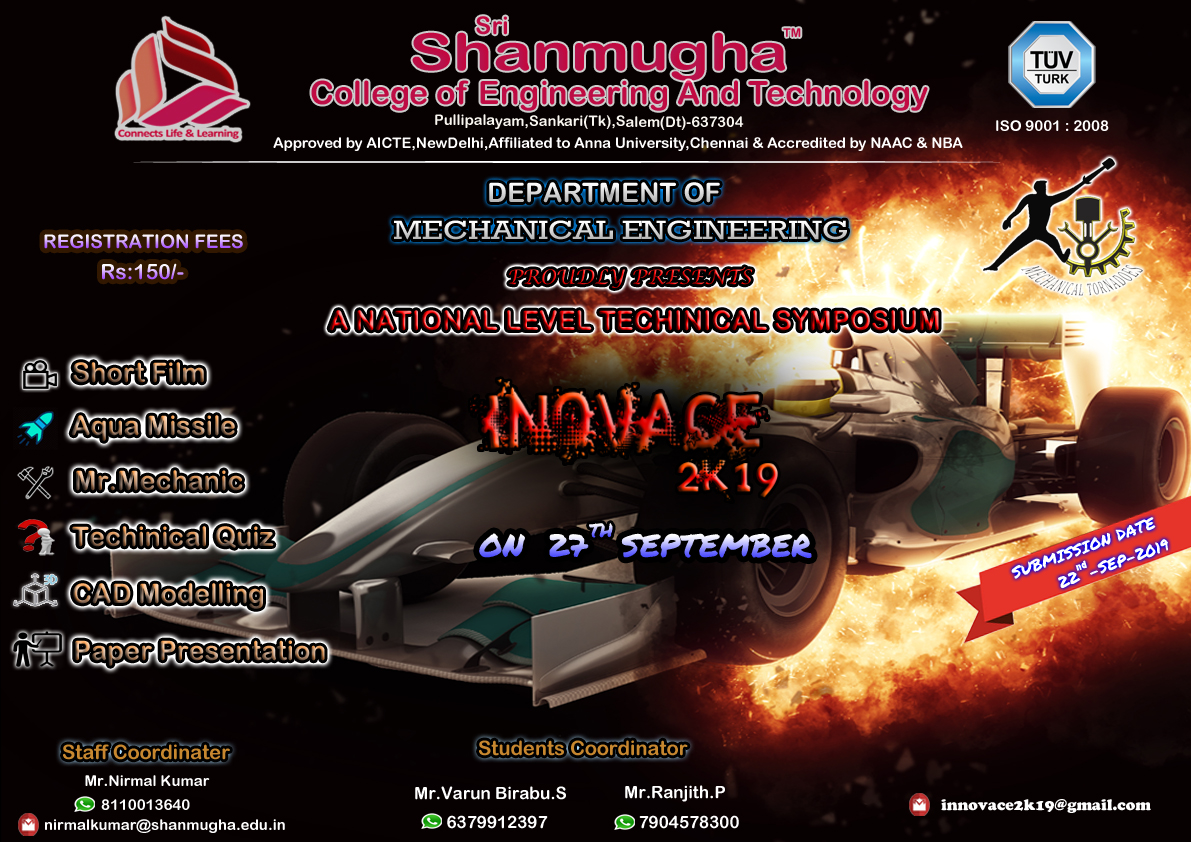 Sri
Shanmugha™
College of Engineering And Technology
Pullipalayam,Sankari(Tk),Salem(Dt)-637304
Approved by AICTE,NewDelhi,Affiliated to Anna University,Chennai & Accredited by NAAC & NBA
Connects Life & Learning
TÜV
TURK
ISO 9001 : 2008
DEPARTMENT OF
MECHANICAL ENGINEERING
PROUDLY PRESENTS
A NATIONAL LEVEL TECHINICAL SYMPOSIUM
MECHANICAL TORNADOES
REGISTRATION FEES
Rs:150/-
Short Film
Aqua Missile
Mr.Mechanic
Techinical Quiz
3D
CAD Modelling
Paper Presentation
INOVACE
2K19
ON 27TH SEPTEMBER
SUBMISSION DATE
22nd-SEP-2019
Staff Coordinater
Mr.Nirmal Kumar
8110013640
nirmalkumar@shanmugha.edu.in
Students Coordinator
Mr.Varun Birabu.S
6379912397
Mr.Ranjith.P
7904578300
innovace2k19@gmail.com